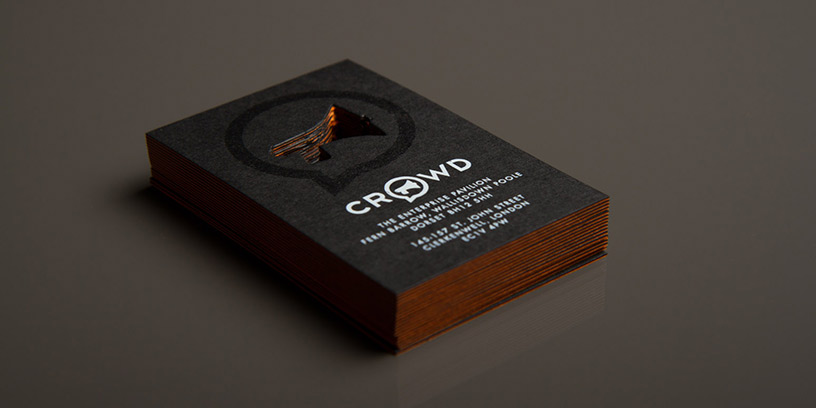 CROWD
THE ENTERPRISE PAVILION
FERN BARROW, WALLISDOWN POOLE
DORSET BH12 5HH
145-157 ST. JOHN STREET
CLERKENWELL, LONDON
EC1V 4PW